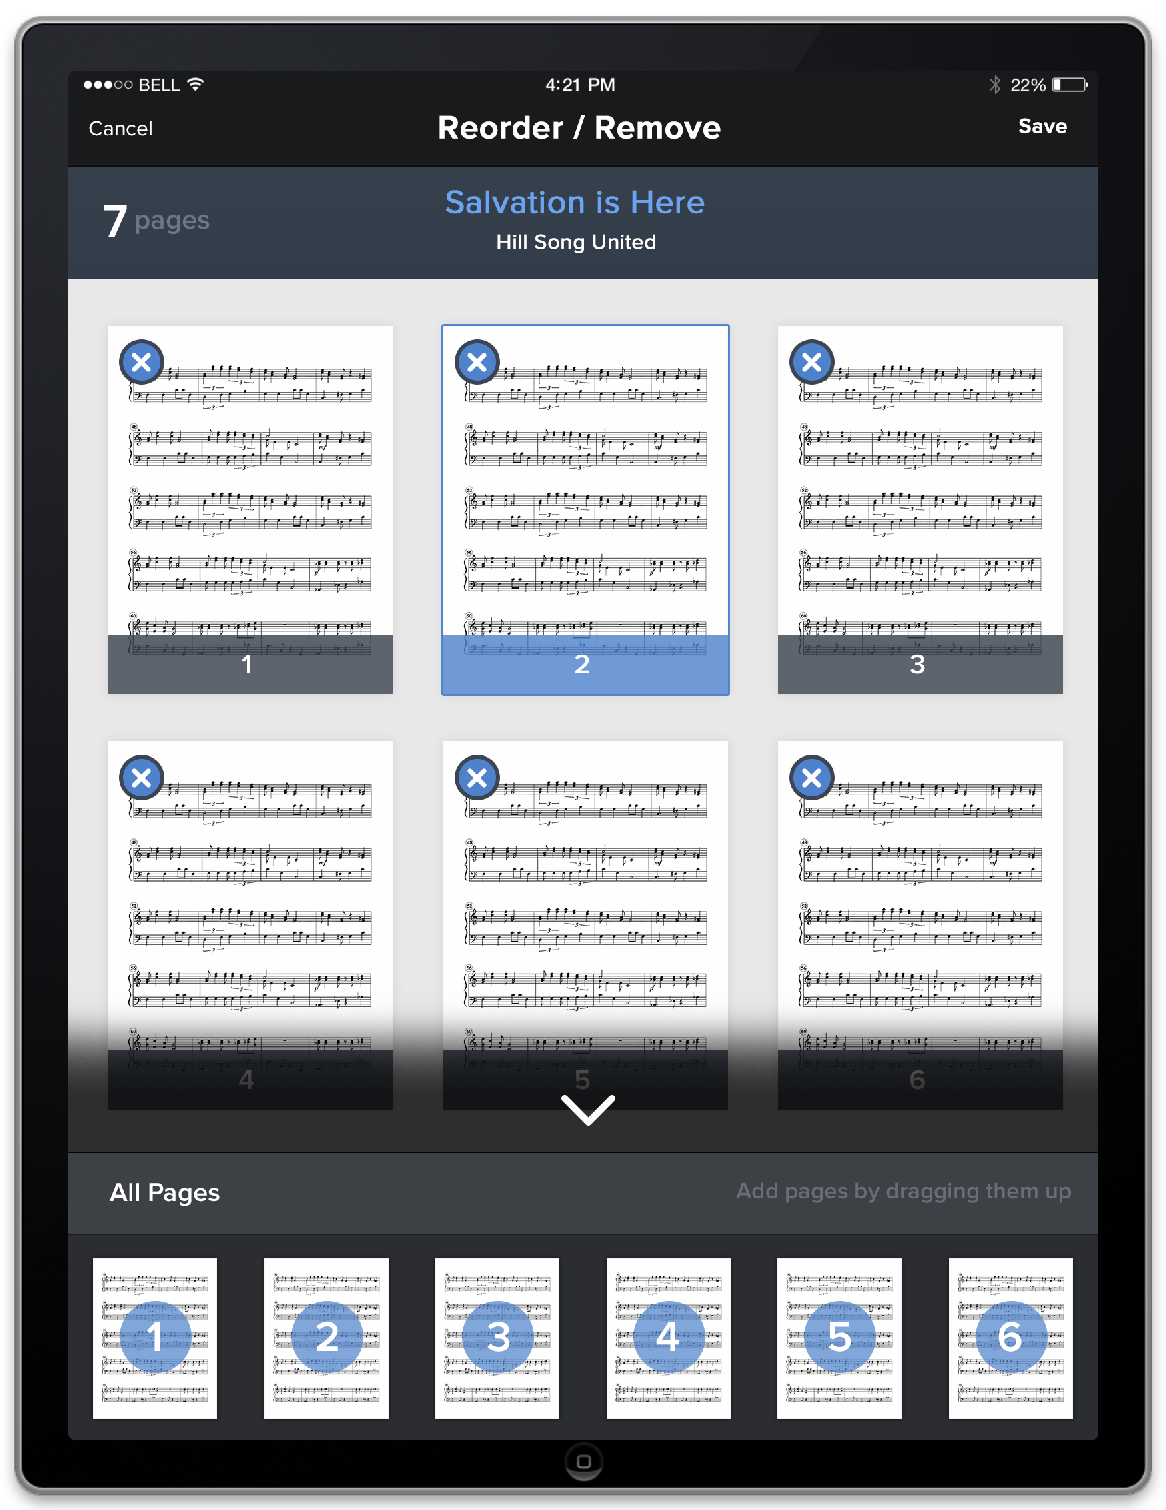 BELL 4:21 PM 22%
Cancel Reorder / Remove Save
7 pages Salvation is Here
Hill Song United
1 2 3
4 5 6
All Pages Add pages by dragging them up
1 2 3 4 5 6